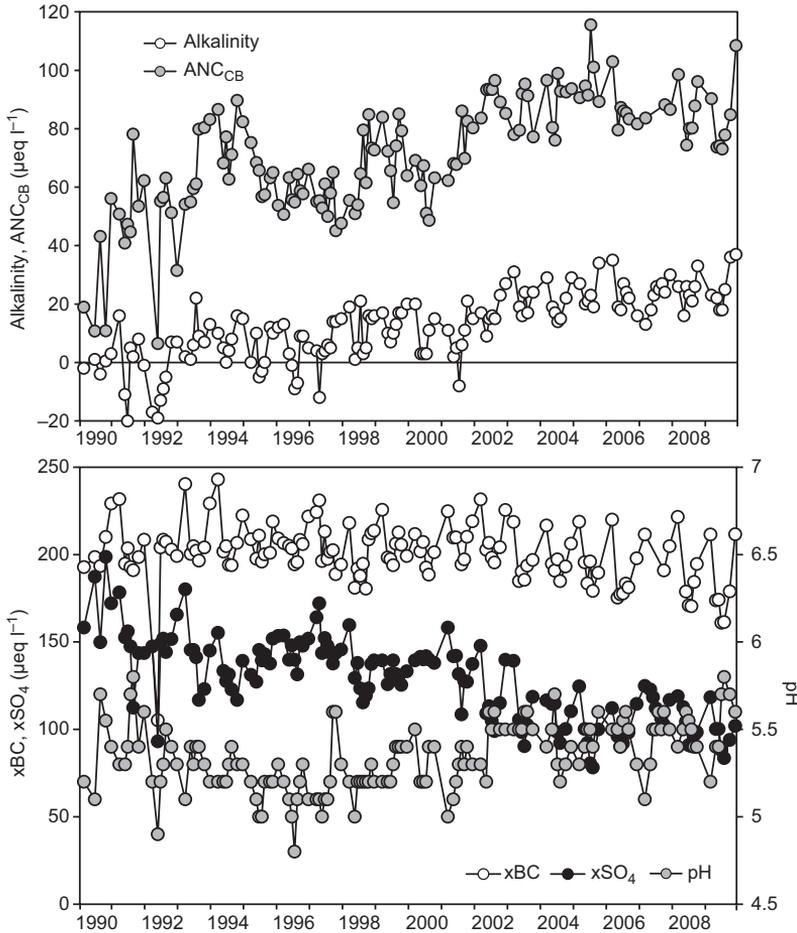 120
100
80
60
40
20
0
–20
Alkalinity, ANC_CB (µeq l⁻¹)
Alkalinity
ANC_CB
1990 1992 1994 1996 1998 2000 2002 2004 2006 2008
250
200
150
100
50
0
xBC, xSO₄ (µeq l⁻¹)
7
6.5
6
5.5
5
4.5
pH
xBC xSO₄ pH
1990 1992 1994 1996 1998 2000 2002 2004 2006 2008